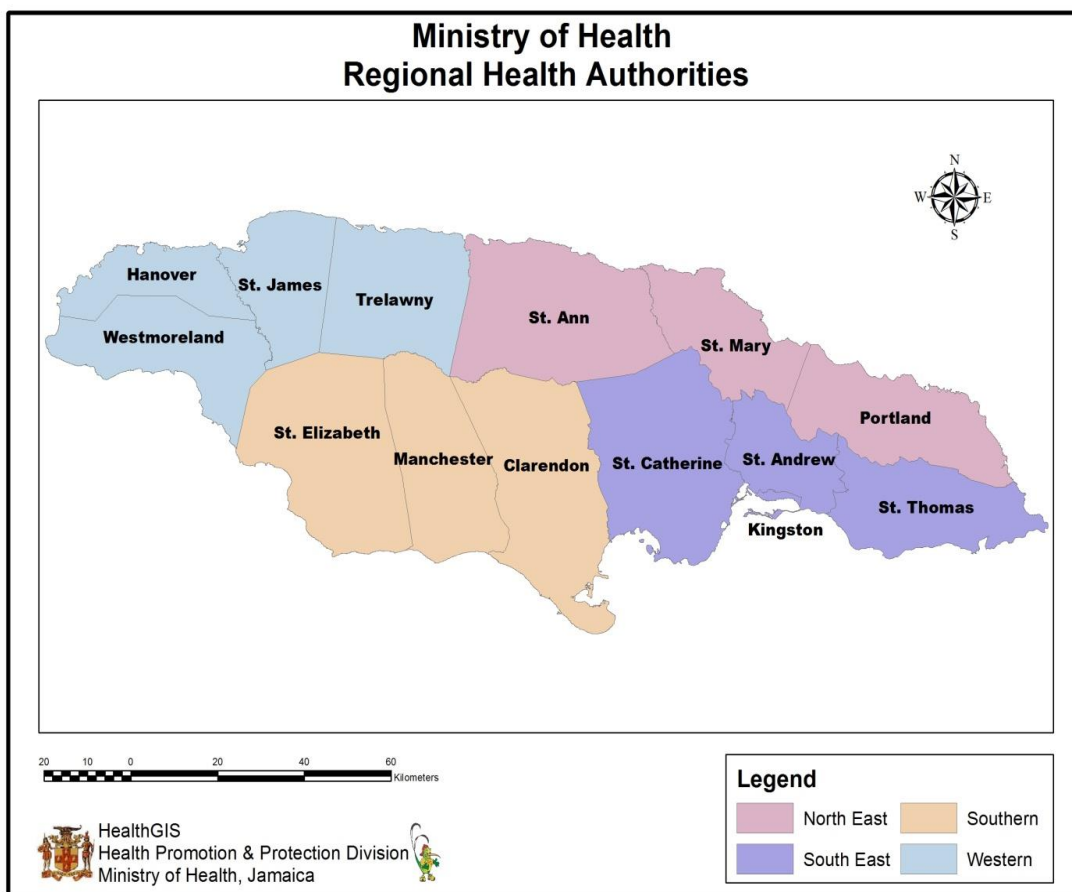 Ministry of Health
Regional Health Authorities
N
W E
S
Hanover
St. James
Trelawny
Westmoreland
St. Ann
St. Mary
Portland
St. Elizabeth
Manchester
Clarendon
St. Catherine
St. Andrew
St. Thomas
Kingston
20 10 0 20 40 60
Kilometers
HealthGIS
Health Promotion & Protection Division
Ministry of Health, Jamaica
Legend
North East Southern
South East Western